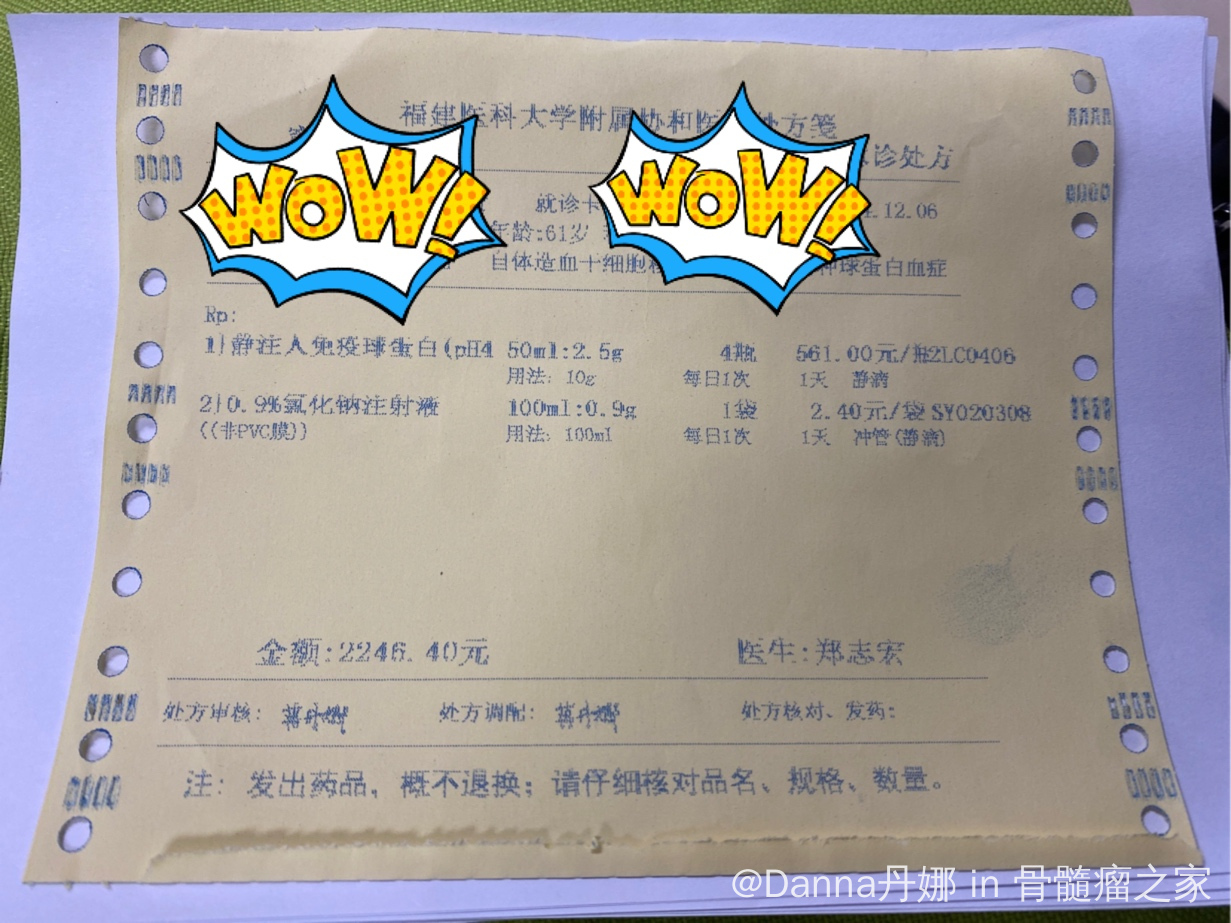 福建医科大学附属协和医 处方笺
诊处方
WOW!
WOW!
就诊卡
12.06
年龄:61岁
自体造血干细胞 球蛋白血症
Rp:
1)静注人免疫球蛋白(pH4 50ml:2.5g 4瓶 561.00元/瓶2LC0406
用法: 10g 每日1次 1天 静滴
2)0.9%氯化钠注射液 100ml:0.9g 1袋 2.40元/袋 SY020308
((非PVC膜)) 用法: 100ml 每日1次 1天 冲管(静滴)
金额:2246.40元 医生:郑志宏
处方审核: 处方调配: 处方核对、发药:
注: 发出药品, 概不退换; 请仔细核对品名、规格、数量。
@Danna丹娜 in 骨髓瘤之家